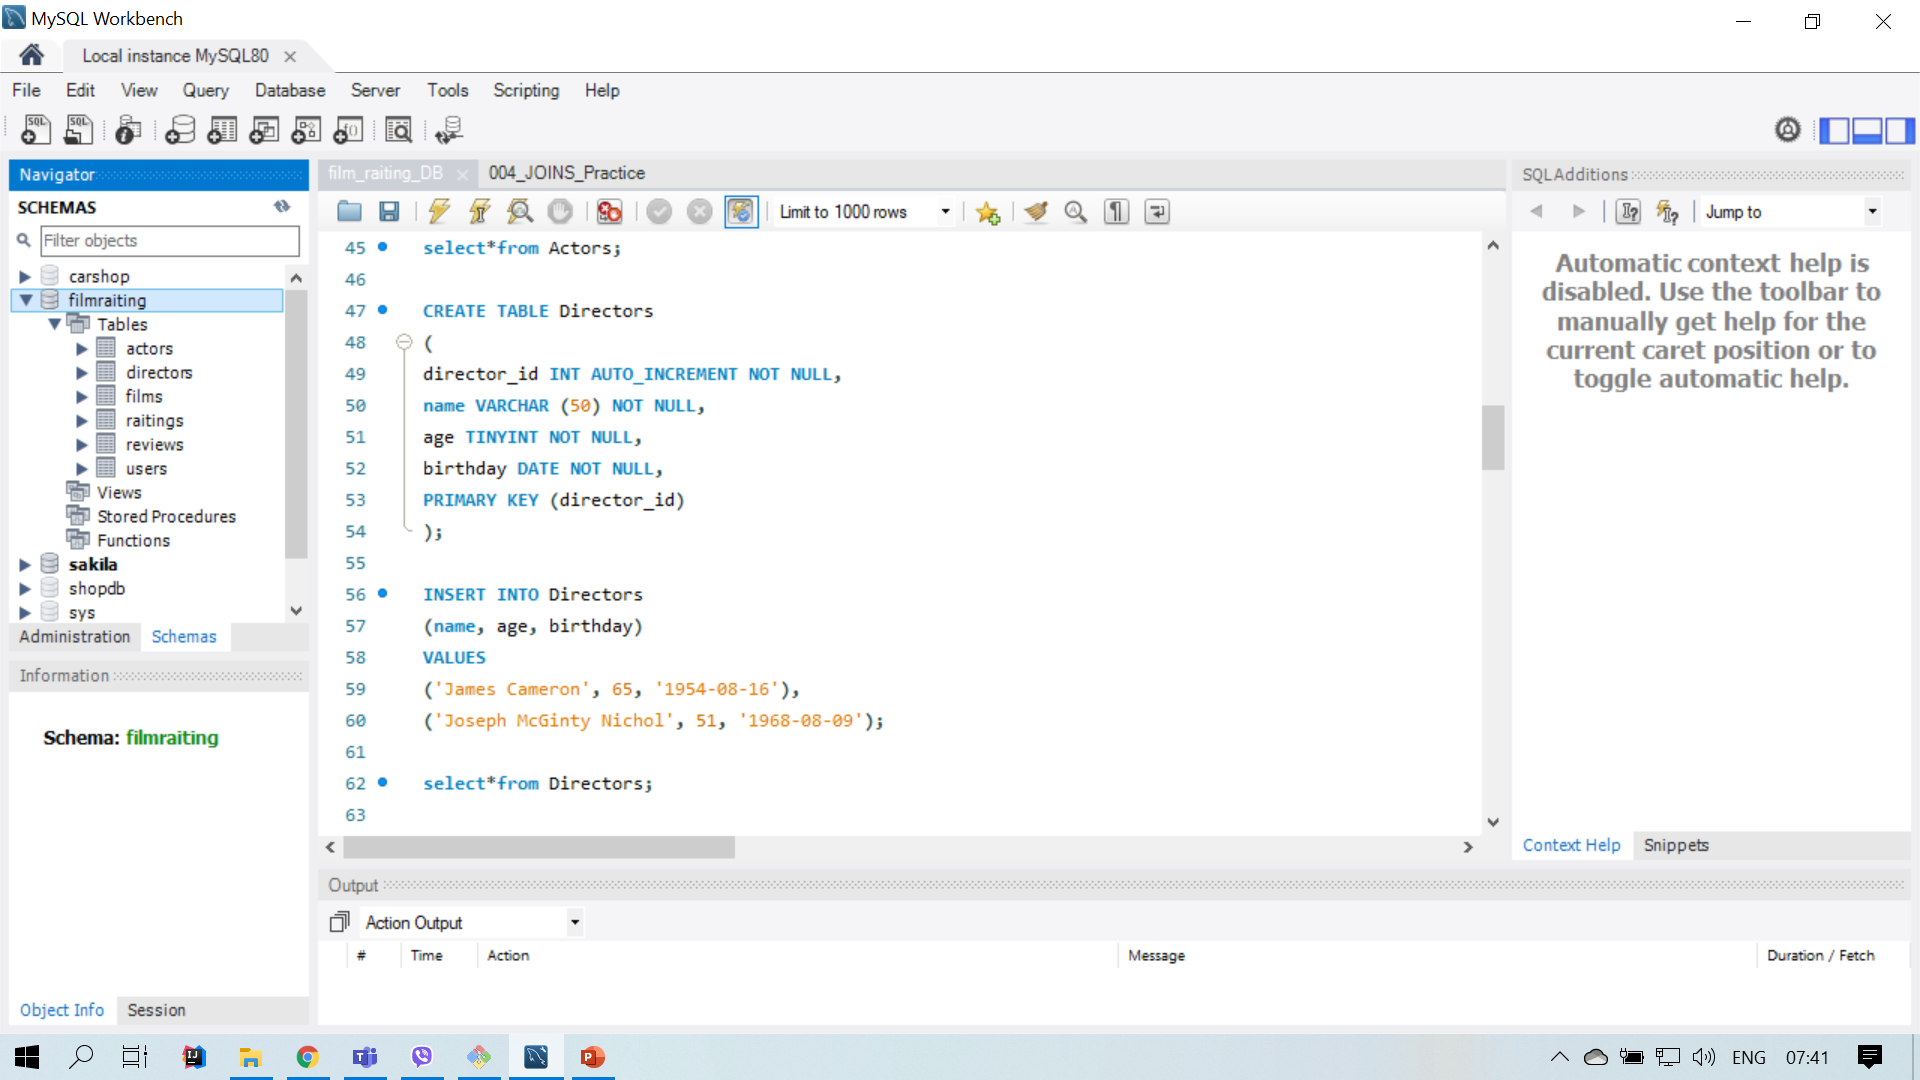 MySQL Workbench
Local instance MySQL80
File Edit View Query Database Server Tools Scripting Help
Navigator
SCHEMAS
Filter objects
carshop
filmraiting
Tables
actors
directors
films
raitings
reviews
users
Views
Stored Procedures
Functions
sakila
shopdb
sys
Administration Schemas
Information
Schema: filmraiting
Object Info Session
film_raiting_DB 004_JOINS_Practice
Limit to 1000 rows
45 select*from Actors;
46
47 CREATE TABLE Directors
48 (
49 director_id INT AUTO_INCREMENT NOT NULL,
50 name VARCHAR (50) NOT NULL,
51 age TINYINT NOT NULL,
52 birthday DATE NOT NULL,
53 PRIMARY KEY (director_id)
54 );
55
56 INSERT INTO Directors
57 (name, age, birthday)
58 VALUES
59 ('James Cameron', 65, '1954-08-16'),
60 ('Joseph McGinty Nichol', 51, '1968-08-09');
61
62 select*from Directors;
63
SQLAdditions
Jump to
Automatic context help is
disabled. Use the toolbar to
manually get help for the
current caret position or to
toggle automatic help.
Context Help Snippets
Output
Action Output
# Time Action Message Duration / Fetch
ENG 07:41